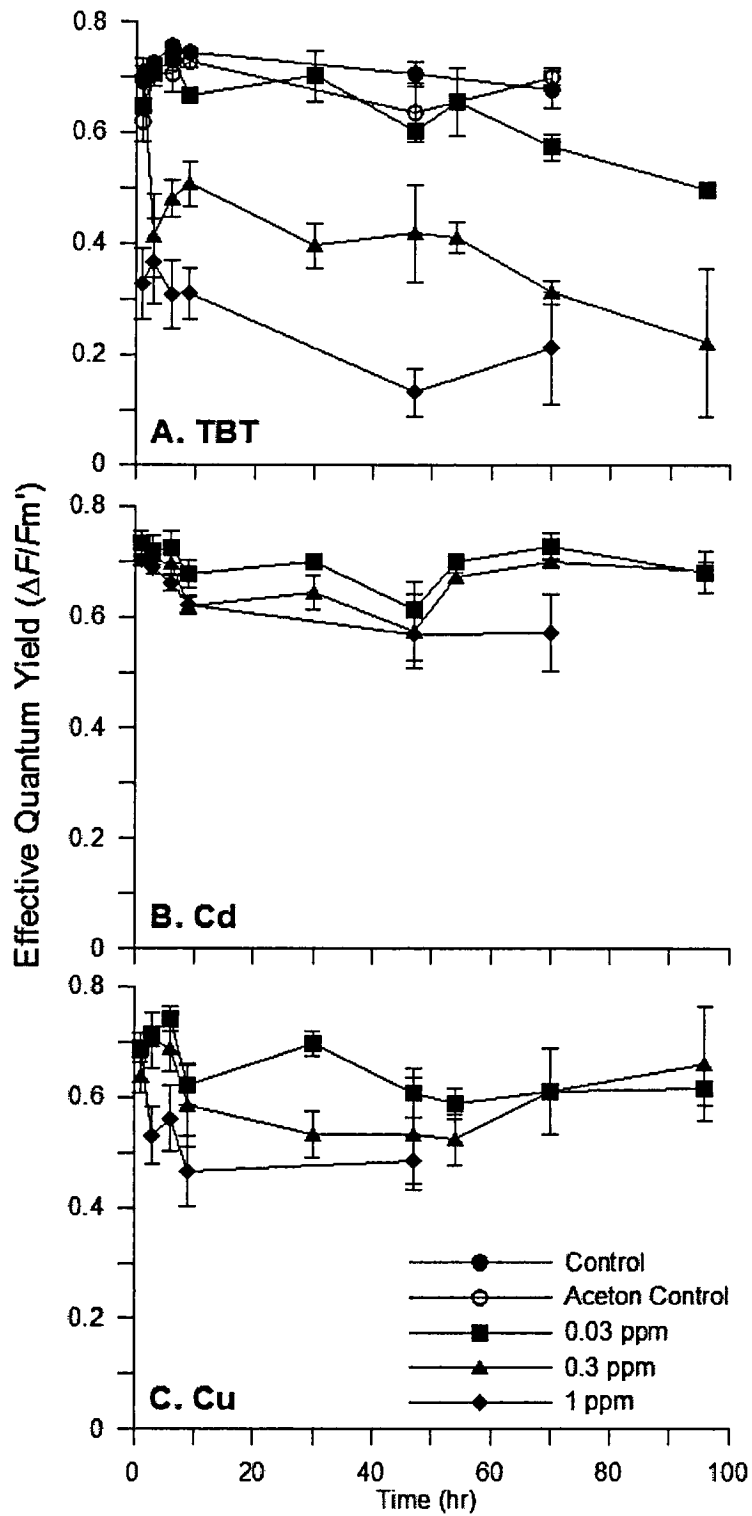 Effective Quantum Yield (ΔF/Fm')
0.8
0.6
0.4
0.2
0
A. TBT
0.8
0.6
0.4
0.2
0
B. Cd
0.8
0.6
0.4
0.2
0
C. Cu
Control
Aceton Control
0.03 ppm
0.3 ppm
1 ppm
0 20 40 60 80 100
Time (hr)